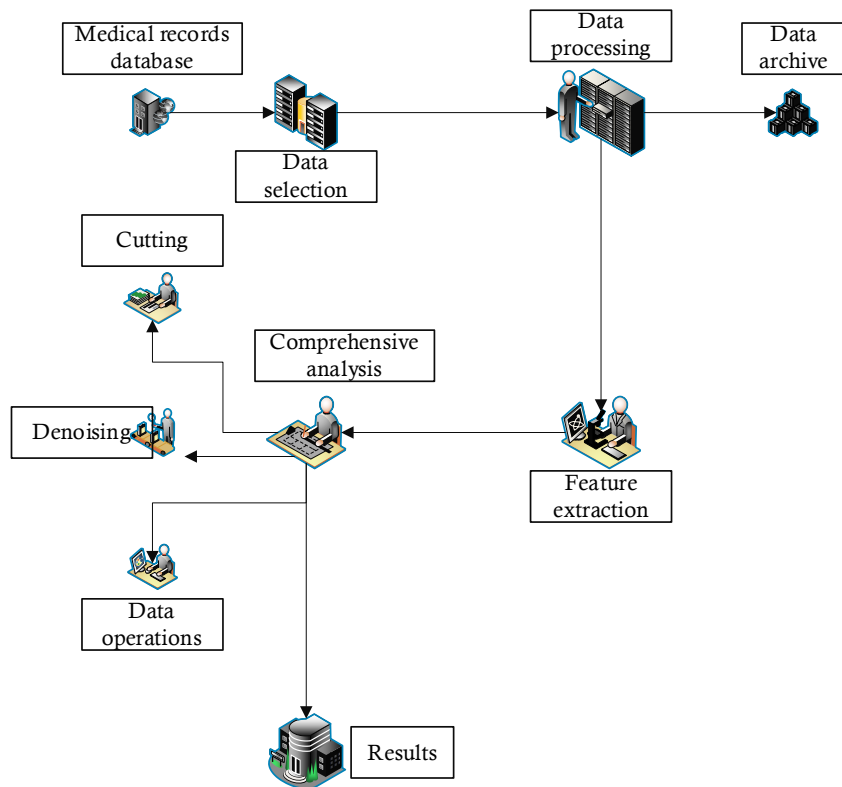 Medical records
database
Data
processing
Data
archive
Data
selection
Cutting
Comprehensive
analysis
Denoising
Feature
extraction
Data
operations
Results